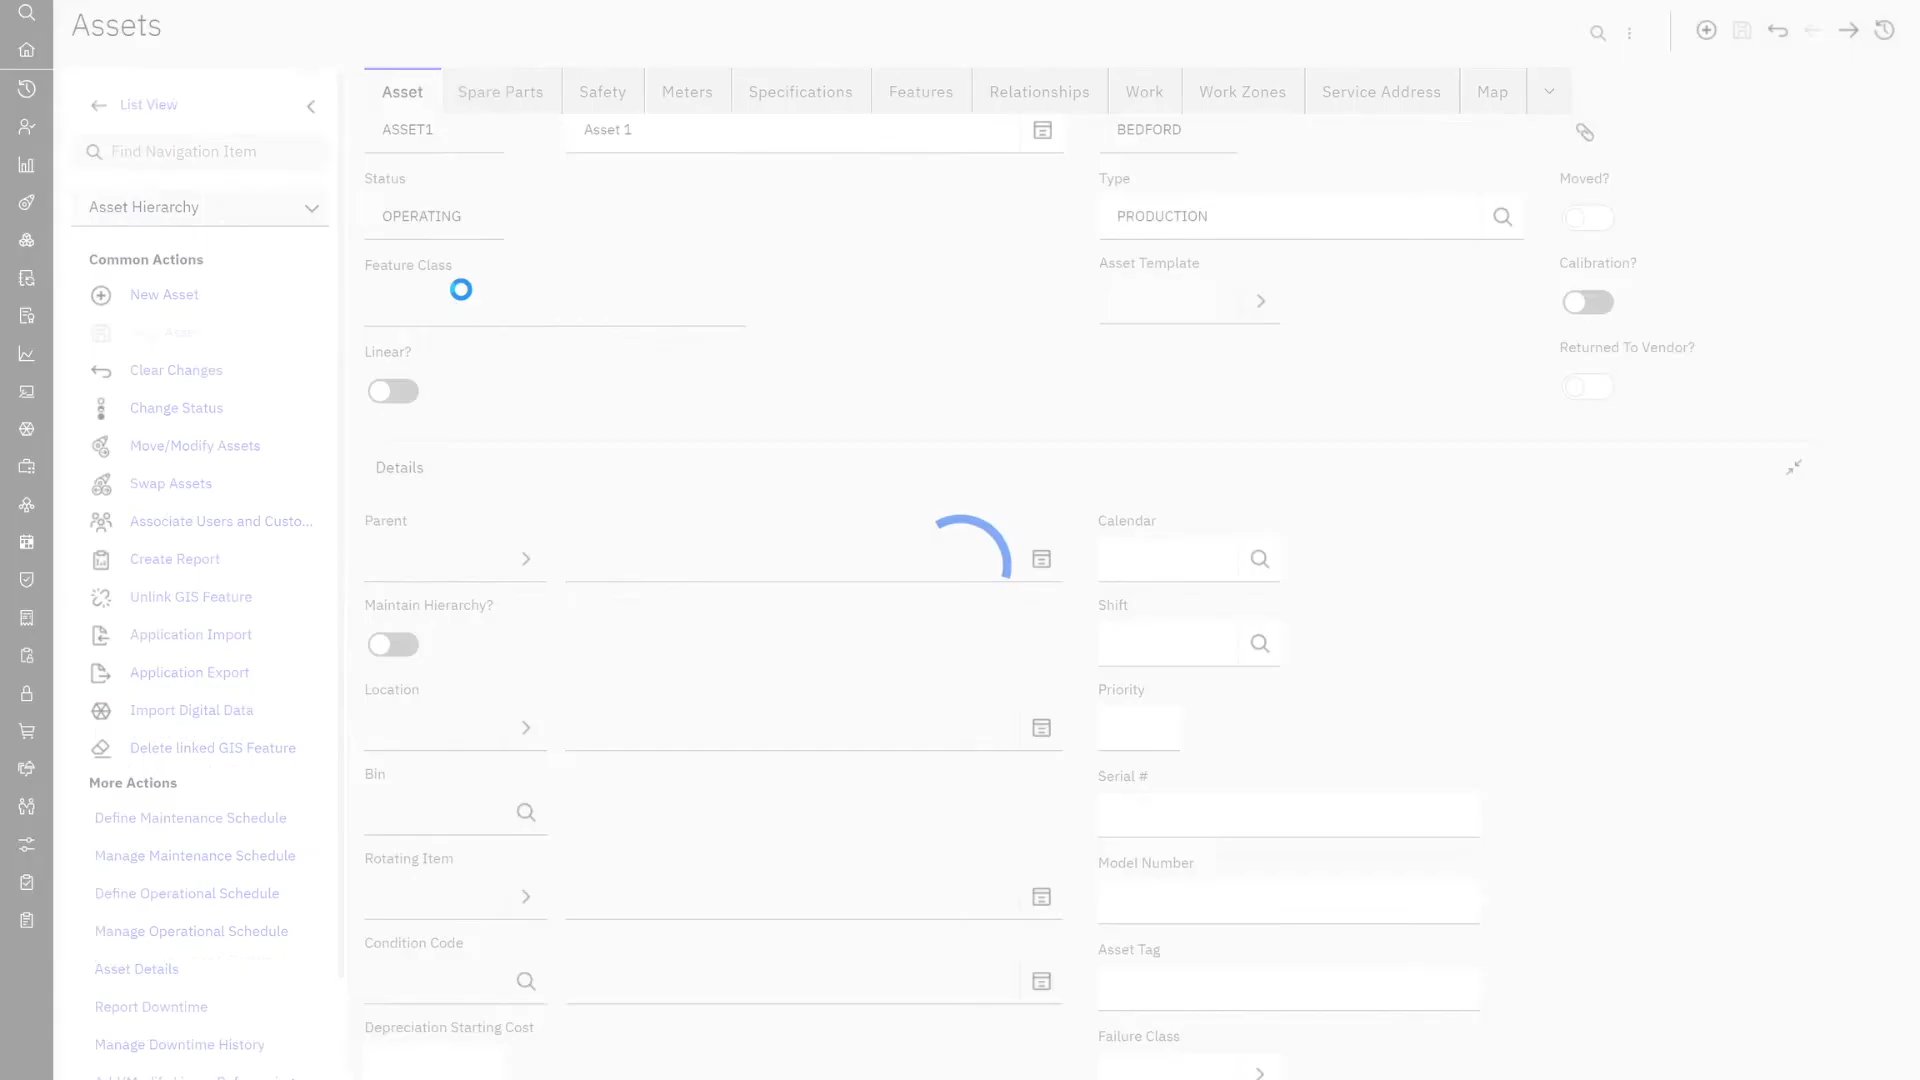 Assets
List View
Find Navigation Item
Asset Hierarchy
Common Actions
New Asset
Asset
Clear Changes
Change Status
Move/Modify Assets
Swap Assets
Associate Users and Custo...
Create Report
Unlink GIS Feature
Application Import
Application Export
Import Digital Data
Delete linked GIS Feature
More Actions
Define Maintenance Schedule
Manage Maintenance Schedule
Define Operational Schedule
Manage Operational Schedule
Asset Details
Report Downtime
Manage Downtime History
Asset Spare Parts Safety Meters Specifications Features Relationships Work Work Zones Service Address Map
ASSET1 Asset 1 BEDFORD
Status Type Moved?
OPERATING PRODUCTION
Feature Class Asset Template Calibration?
Linear? Returned To Vendor?
Details
Parent Calendar
Maintain Hierarchy? Shift
Location Priority
Bin Serial #
Rotating Item Model Number
Condition Code Asset Tag
Depreciation Starting Cost Failure Class